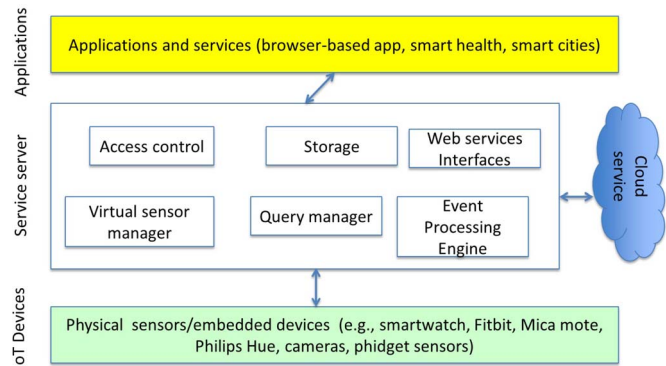 Applications
Applications and services (browser-based app, smart health, smart cities)
Service server
Access control
Storage
Web services
Interfaces
Virtual sensor
manager
Query manager
Event
Processing
Engine
Cloud
service
oT Devices
Physical sensors/embedded devices (e.g., smartwatch, Fitbit, Mica mote,
Philips Hue, cameras, phidget sensors)